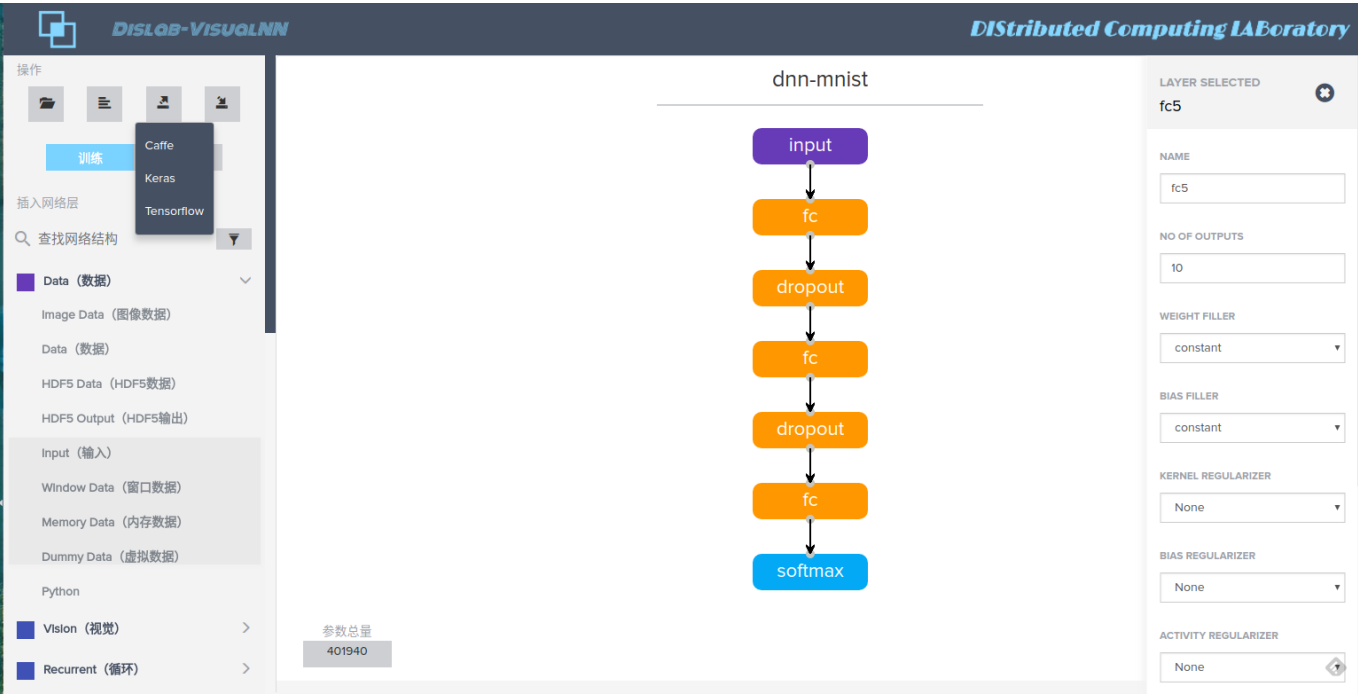 DISLAB-VISUALNN
DIStributed Computing LABoratory
操作
Caffe
Keras
Tensorflow
训练
插入网络层
查找网络结构
Data（数据）
Image Data（图像数据）
Data（数据）
HDF5 Data（HDF5数据）
HDF5 Output（HDF5输出）
Input（输入）
Window Data（窗口数据）
Memory Data（内存数据）
Dummy Data（虚拟数据）
Python
Vision（视觉）
Recurrent（循环）
dnn-mnist
input
fc
dropout
fc
dropout
fc
softmax
参数总量
401940
LAYER SELECTED
fc5
NAME
fc5
NO OF OUTPUTS
10
WEIGHT FILLER
constant
BIAS FILLER
constant
KERNEL REGULARIZER
None
BIAS REGULARIZER
None
ACTIVITY REGULARIZER
None